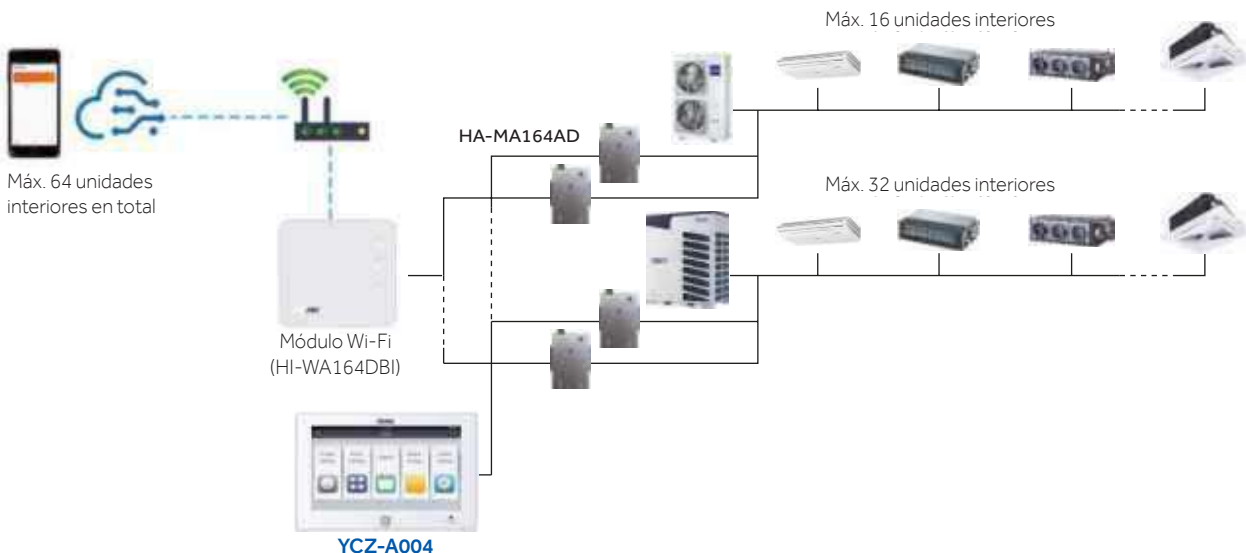 Máx. 16 unidades interiores
HA-MA164AD
Máx. 64 unidades
interiores en total
Máx. 32 unidades interiores
Módulo Wi-Fi
(HI-WA164DBI)
YCZ-A004